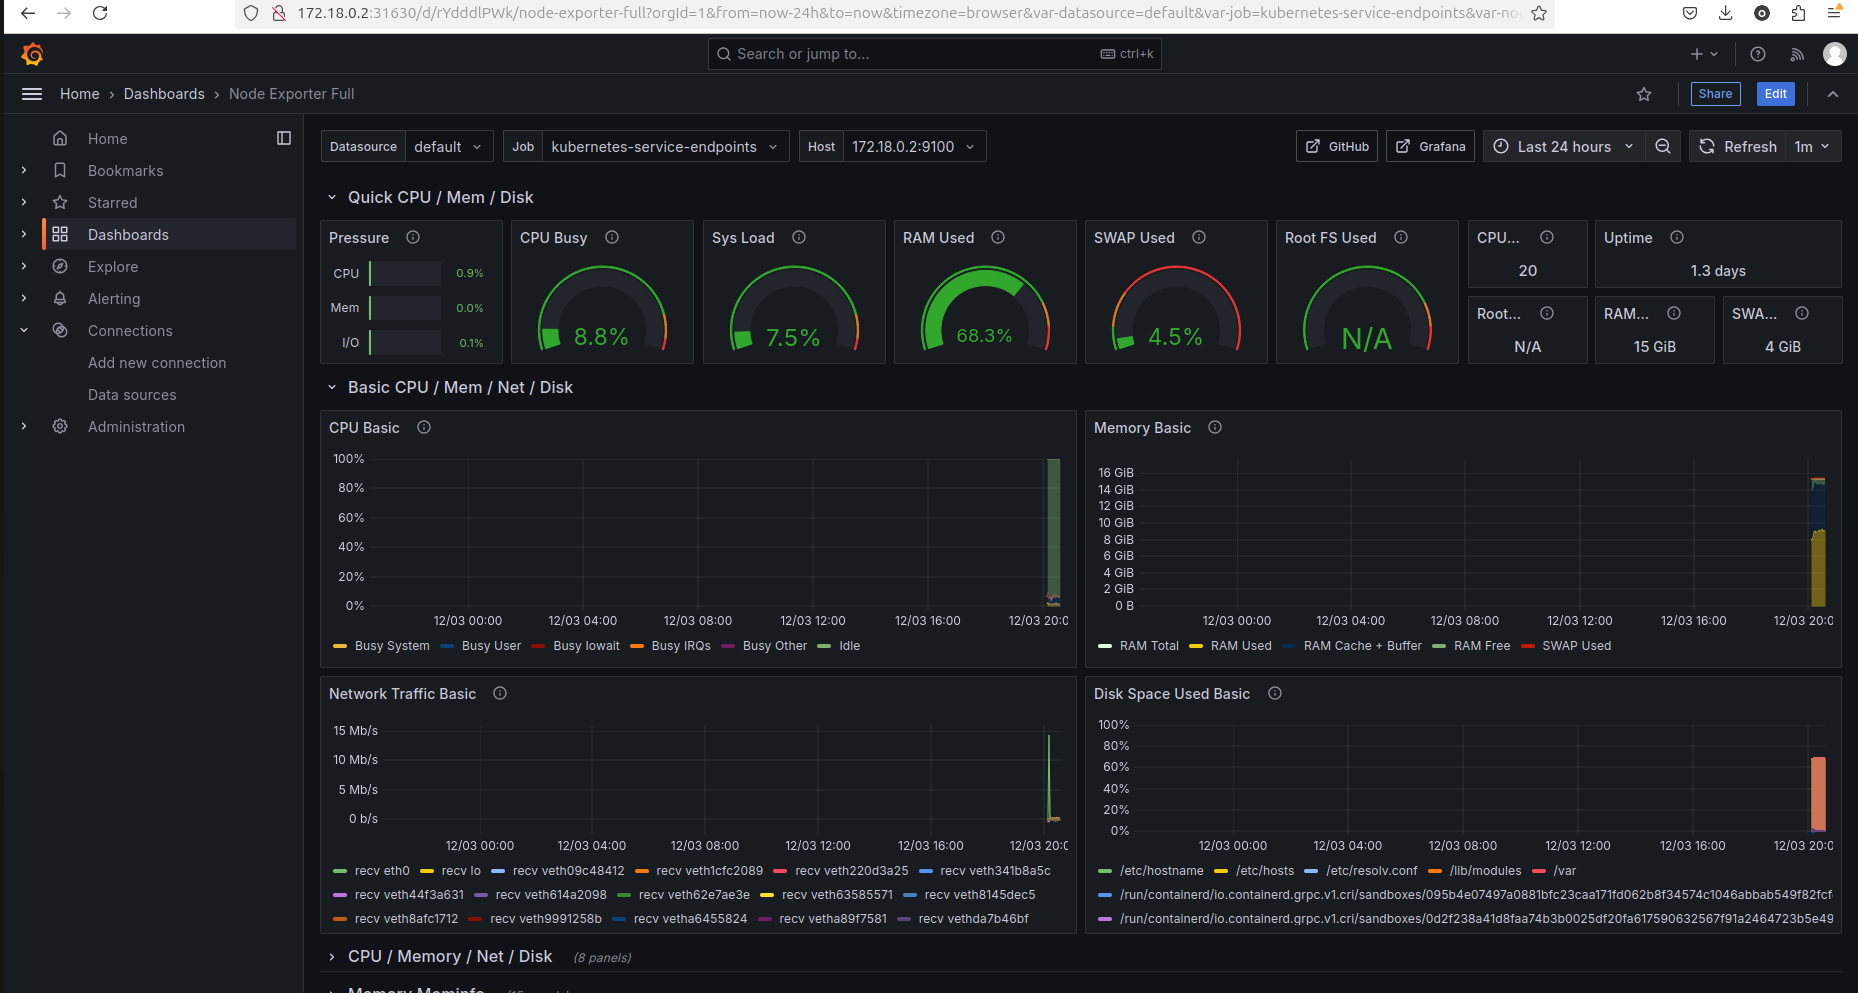 172.18.0.2:31630/d/rYdddlPWk/node-exporter-full?orgId=1&from=now-24h&to=now&timezone=browser&var-datasource=default&var-job=kubernetes-service-endpoints&var-no
Search or jump to... ctrl+k
Home › Dashboards › Node Exporter Full
Share Edit
Home
Bookmarks
Starred
Dashboards
Explore
Alerting
Connections
Add new connection
Data sources
Administration
Datasource default Job kubernetes-service-endpoints Host 172.18.0.2:9100
GitHub Grafana Last 24 hours Refresh 1m
Quick CPU / Mem / Disk
Pressure
CPU 0.9%
Mem 0.0%
I/O 0.1%
CPU Busy
8.8%
Sys Load
7.5%
RAM Used
68.3%
SWAP Used
4.5%
Root FS Used
N/A
CPU...
20
Uptime
1.3 days
Root...
N/A
RAM...
15 GiB
SWA...
4 GiB
Basic CPU / Mem / Net / Disk
CPU Basic
100%
80%
60%
40%
20%
0%
12/03 00:00 12/03 04:00 12/03 08:00 12/03 12:00 12/03 16:00 12/03 20:0
Busy System Busy User Busy Iowait Busy IRQs Busy Other Idle
Memory Basic
16 GiB
14 GiB
12 GiB
10 GiB
8 GiB
6 GiB
4 GiB
2 GiB
0 B
12/03 00:00 12/03 04:00 12/03 08:00 12/03 12:00 12/03 16:00 12/03 20:0
RAM Total RAM Used RAM Cache + Buffer RAM Free SWAP Used
Network Traffic Basic
15 Mb/s
10 Mb/s
5 Mb/s
0 b/s
12/03 00:00 12/03 04:00 12/03 08:00 12/03 12:00 12/03 16:00 12/03 20:0
recv eth0 recv lo recv veth09c48412 recv veth1cfc2089 recv veth220d3a25 recv veth341b8a5c
recv veth44f3a631 recv veth614a2098 recv veth62e7ae3e recv veth63585571 recv veth8145dec5
recv veth8afc1712 recv veth9991258b recv vetha6455824 recv vetha89f7581 recv vethda7b46bf
Disk Space Used Basic
100%
80%
60%
40%
20%
0%
12/03 00:00 12/03 04:00 12/03 08:00 12/03 12:00 12/03 16:00 12/03 20:0
/etc/hostname /etc/hosts /etc/resolv.conf /lib/modules /var
/run/containerd/io.containerd.grpc.v1.cri/sandboxes/095b4e07497a0881bfc23caa171fd062b8f34574c1046abbab549f82fcf
/run/containerd/io.containerd.grpc.v1.cri/sandboxes/0d2f238a41d8faa74b3b0025df20fa617590632567f91a2464723b5e49
CPU / Memory / Net / Disk (8 panels)
Memory Meminfo